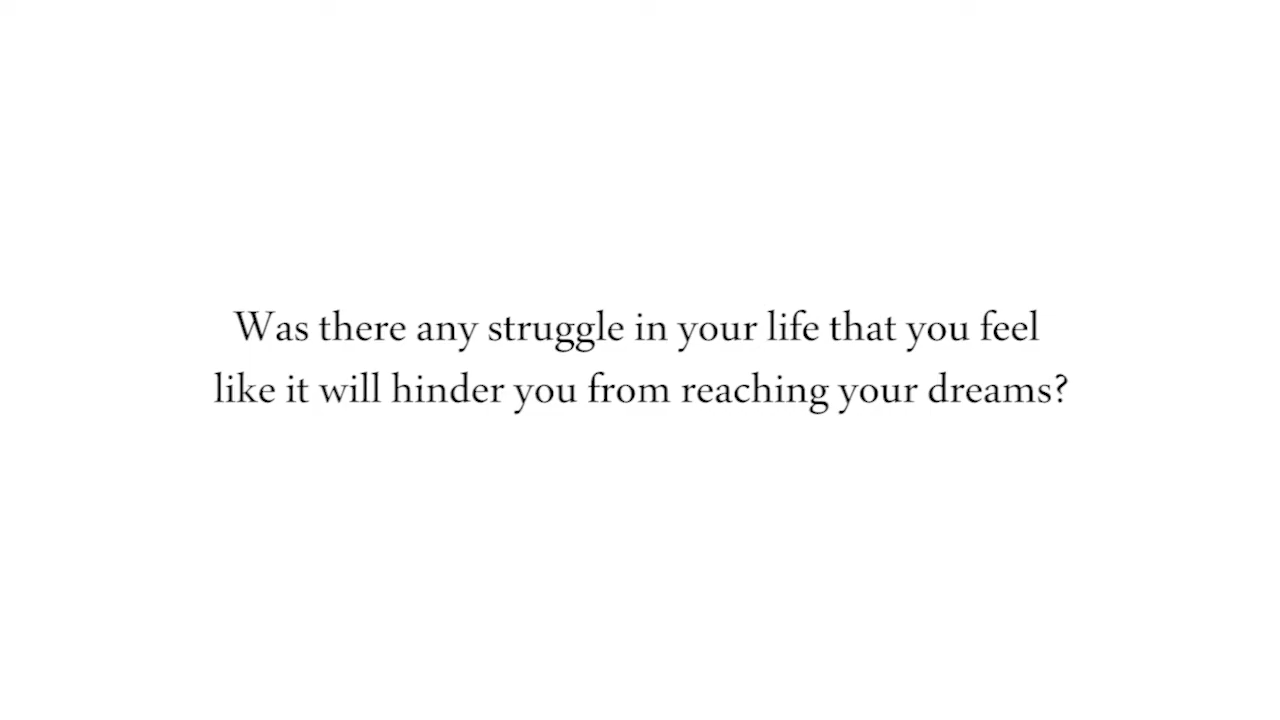 Was there any struggle in your life that you feel
like it will hinder you from reaching your dreams?